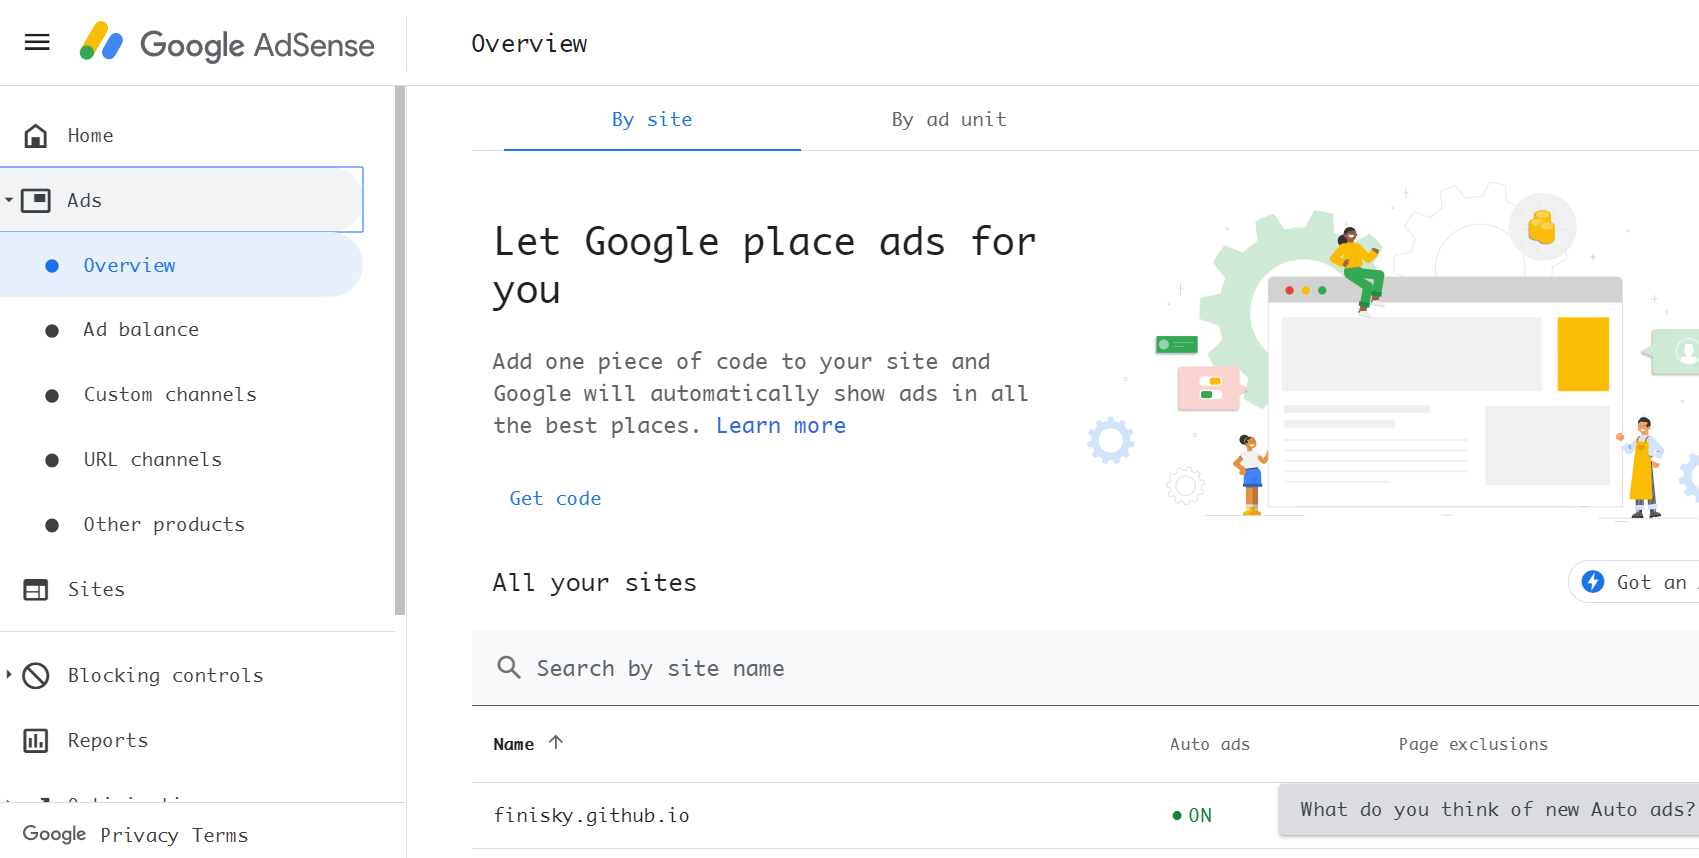 Google AdSense
Overview
Home
Ads
Overview
Ad balance
Custom channels
URL channels
Other products
Sites
Blocking controls
Reports
Google Privacy Terms
By site
By ad unit
Let Google place ads for
you
Add one piece of code to your site and
Google will automatically show ads in all
the best places. Learn more
Get code
All your sites
Got an
Search by site name
Name
Auto ads
Page exclusions
finisky.github.io
ON
What do you think of new Auto ads?